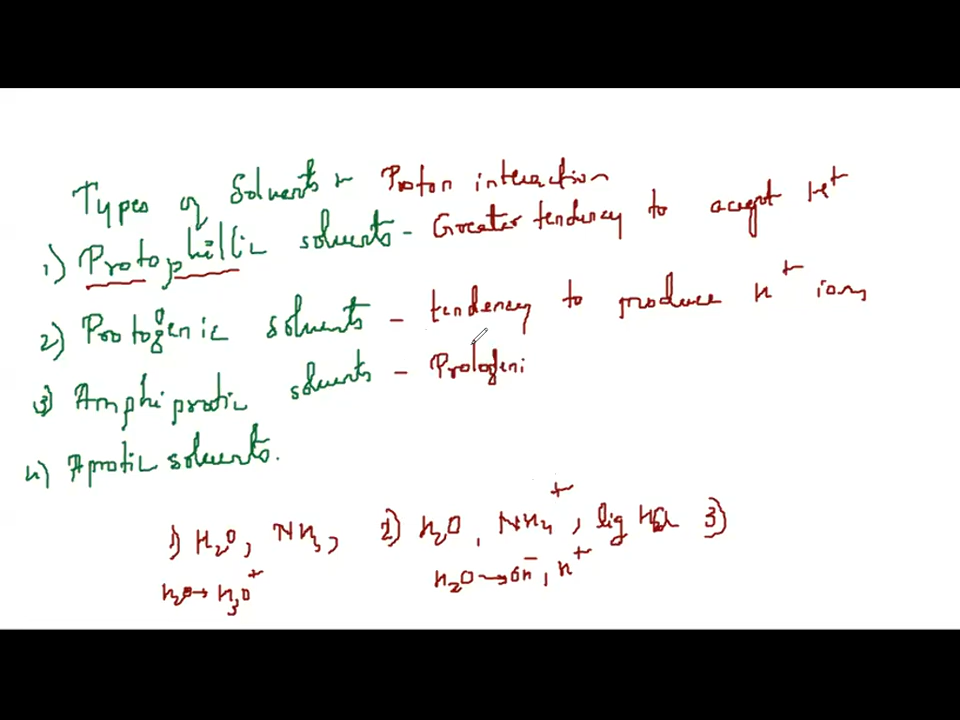 Types of Solvents - Proton interaction
1) Protophillic solvents - Greater tendency to accept H+
2) Protogenic solvents - tendency to produce H+ ions
3) Amphiprotic solvents - Protogeni
4) Aprotic solvents.
1) H2O, NH3, 2) H2O, NH4+, liq HCl 3)
H2O → H3O+ H2O → OH-, H+